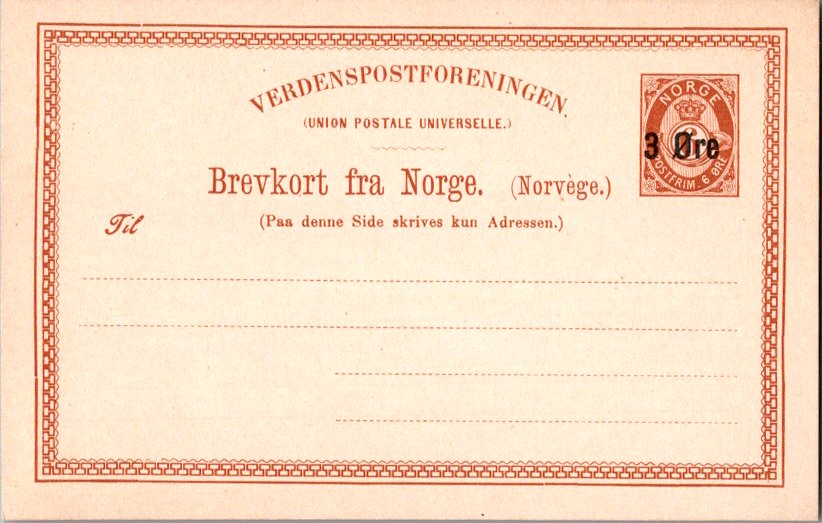 VERDENSPOSTFORENINGEN.
(UNION POSTALE UNIVERSELLE.)
Brevkort fra Norge. (Norvège.)
(Paa denne Side skrives kun Adressen.)
Til
NORGE
3 Øre
POSTFRIM. 6 ØRE